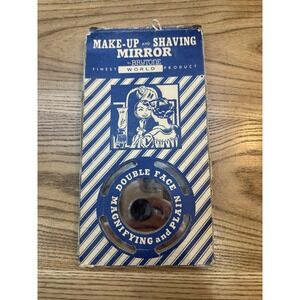 MAKE-UP AND SHAVING
MIRROR
FINEST WORLD PRODUCT
DOUBLE FACE
MAGNIFYING and PLAIN